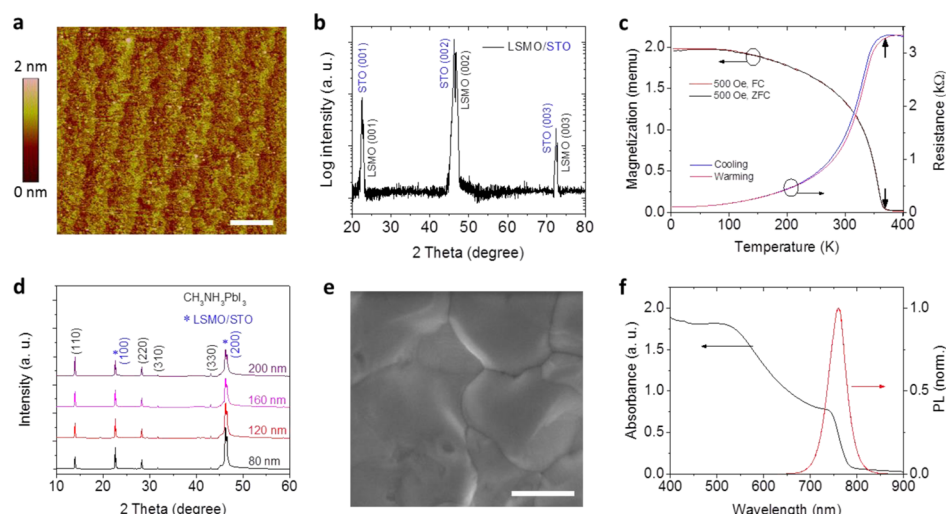 a
2 nm
0 nm
b
Log intensity (a. u.)
STO (001)
LSMO (001)
STO (002)
LSMO (002)
STO (003)
LSMO (003)
LSMO/STO
20 30 40 50 60 70 80
2 Theta (degree)
c
Magnetization (memu)
2.0
1.5
1.0
0.5
0.0
500 Oe, FC
500 Oe, ZFC
Cooling
Warming
3
2
1
0
Resistance (kΩ)
0 100 200 300 400
Temperature (K)
d
Intensity (a. u.)
CH3NH3PbI3
* LSMO/STO
(110)
*
(100)
(220)
(310)
(330)
*
(200)
200 nm
160 nm
120 nm
80 nm
10 20 30 40 50 60
2 Theta (degree)
e
f
Absorbance (a. u.)
2.0
1.5
1.0
0.5
0.0
1.0
0.5
0.0
PL (norm.)
400 500 600 700 800 900
Wavelength (nm)